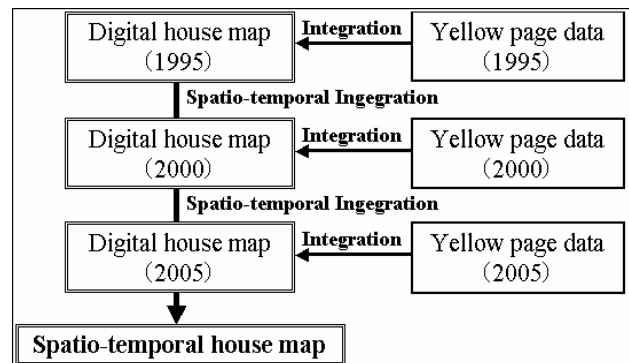 Digital house map
（1995）
Integration
Yellow page data
（1995）
Spatio-temporal Ingegration
Digital house map
（2000）
Integration
Yellow page data
（2000）
Spatio-temporal Ingegration
Digital house map
（2005）
Integration
Yellow page data
（2005）
Spatio-temporal house map